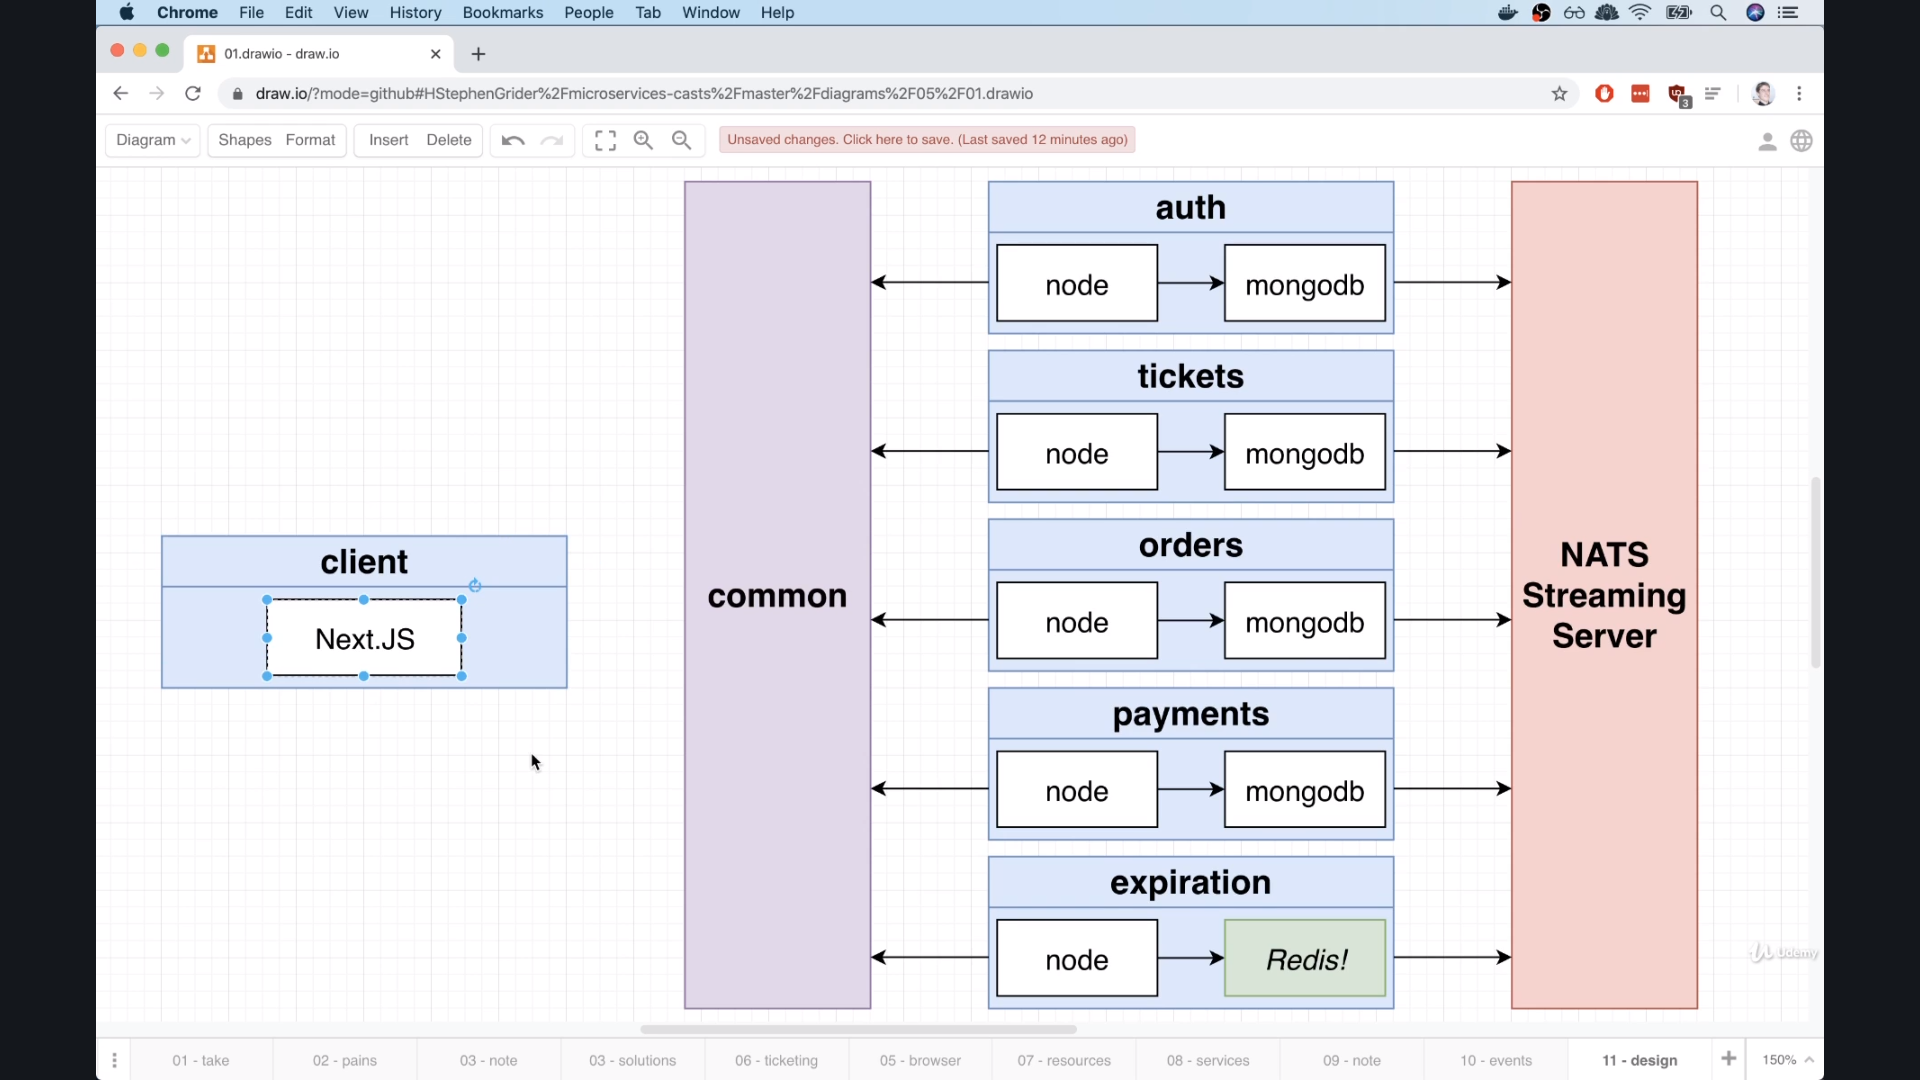 Chrome File Edit View History Bookmarks People Tab Window Help
01.drawio - draw.io
draw.io/?mode=github#HStephenGrider%2Fmicroservices-casts%2Fmaster%2Fdiagrams%2F05%2F01.drawio
3
Diagram Shapes Format Insert Delete Unsaved changes. Click here to save. (Last saved 12 minutes ago)
client
Next.JS
common
auth
node mongodb
tickets
node mongodb
orders
node mongodb
payments
node mongodb
expiration
node Redis!
NATS
Streaming
Server
Udemy
01 - take 02 - pains 03 - note 03 - solutions 06 - ticketing 05 - browser 07 - resources 08 - services 09 - note 10 - events 11 - design 150%